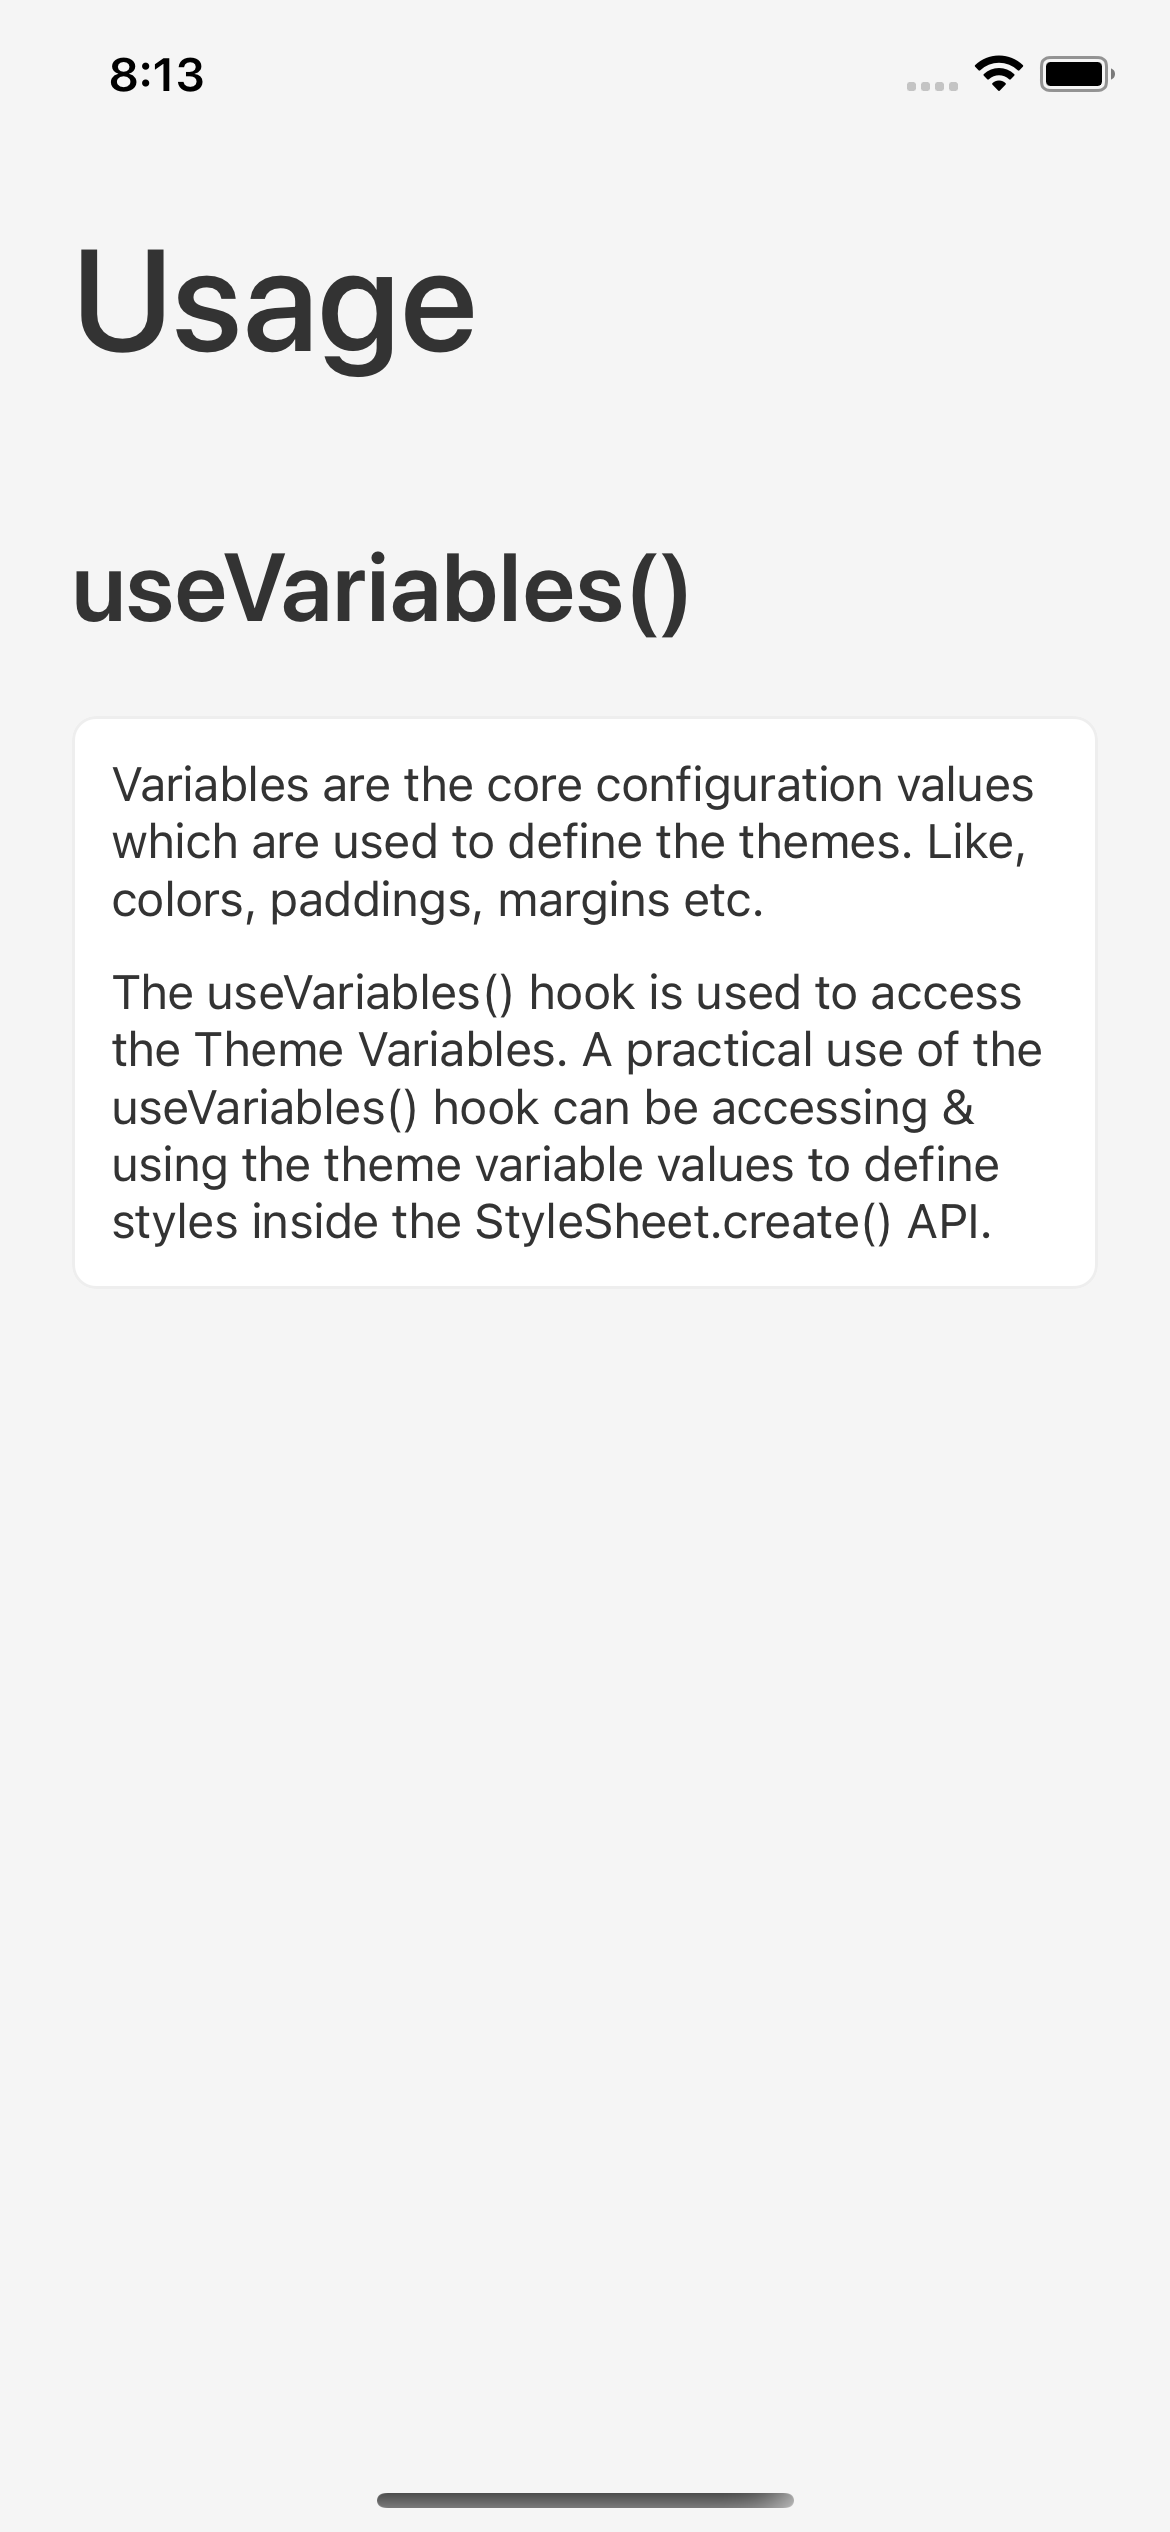 8:13
Usage
useVariables()
Variables are the core configuration values
which are used to define the themes. Like,
colors, paddings, margins etc.
The useVariables() hook is used to access
the Theme Variables. A practical use of the
useVariables() hook can be accessing &
using the theme variable values to define
styles inside the StyleSheet.create() API.